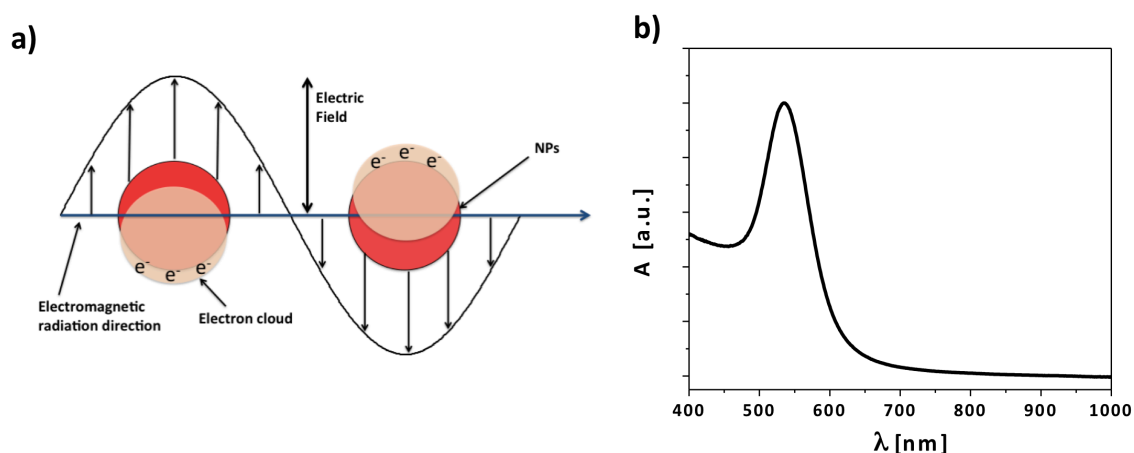 a)
Electric
Field
e⁻ e⁻ e⁻
NPs
e⁻ e⁻ e⁻
Electromagnetic
radiation direction
Electron cloud
b)
A [a.u.]
400 500 600 700 800 900 1000
λ [nm]